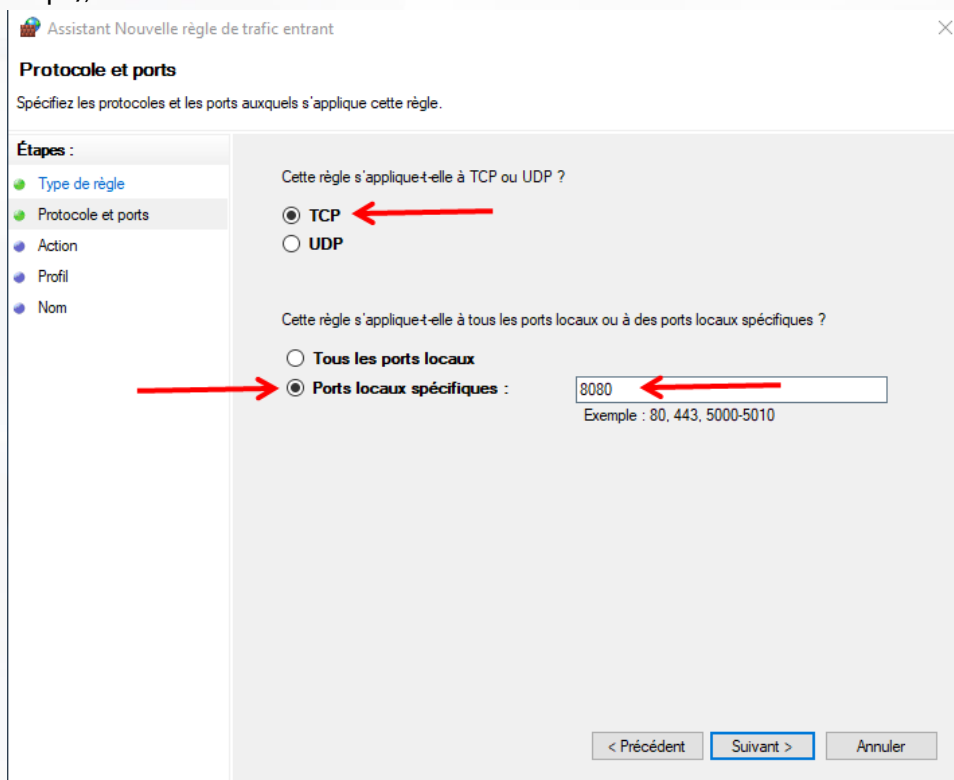 Assistant Nouvelle règle de trafic entrant
Protocole et ports
Spécifiez les protocoles et les ports auxquels s'applique cette règle.
Étapes :
Type de règle
Protocole et ports
Action
Profil
Nom
Cette règle s'applique-t-elle à TCP ou UDP ?
TCP
UDP
Cette règle s'applique-t-elle à tous les ports locaux ou à des ports locaux spécifiques ?
Tous les ports locaux
Ports locaux spécifiques :
8080
Exemple : 80, 443, 5000-5010
< Précédent
Suivant >
Annuler